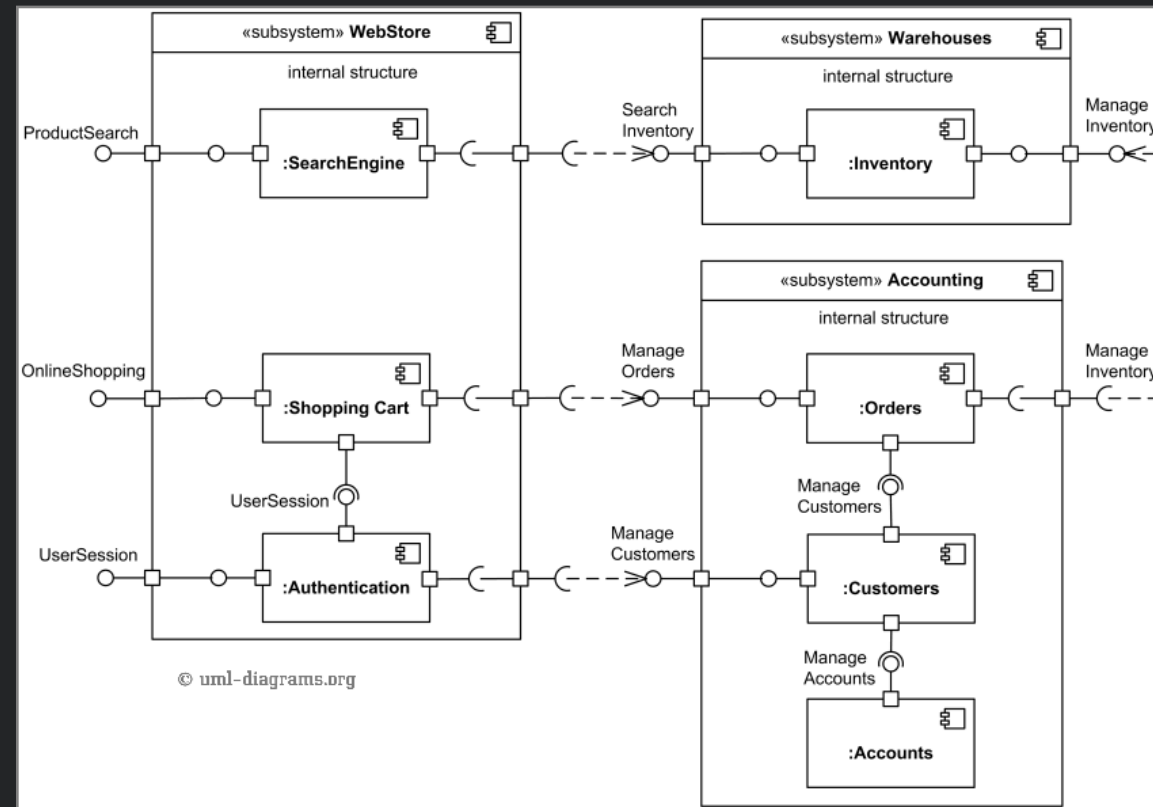 «subsystem» WebStore
internal structure
ProductSearch
:SearchEngine
Search
Inventory
«subsystem» Warehouses
internal structure
:Inventory
Manage
Inventory
OnlineShopping
:Shopping Cart
UserSession
UserSession
:Authentication
Manage
Orders
Manage
Customers
«subsystem» Accounting
internal structure
:Orders
Manage
Inventory
Manage
Customers
:Customers
Manage
Accounts
:Accounts
© uml-diagrams.org